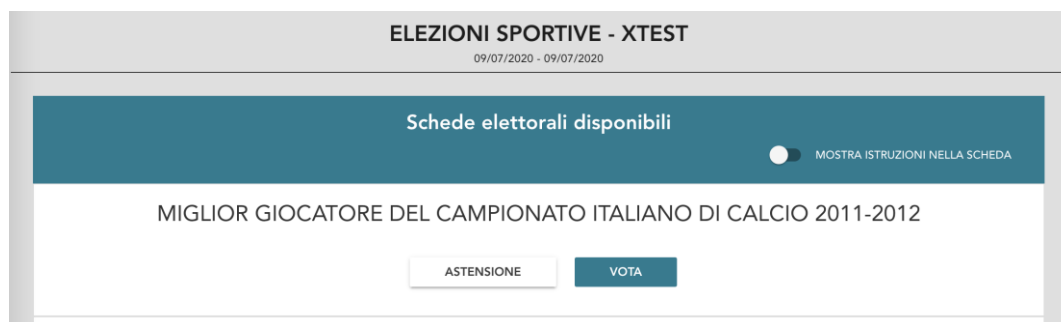 ELEZIONI SPORTIVE - XTEST
09/07/2020 - 09/07/2020
Schede elettorali disponibili
MOSTRA ISTRUZIONI NELLA SCHEDA
MIGLIOR GIOCATORE DEL CAMPIONATO ITALIANO DI CALCIO 2011-2012
ASTENSIONE VOTA